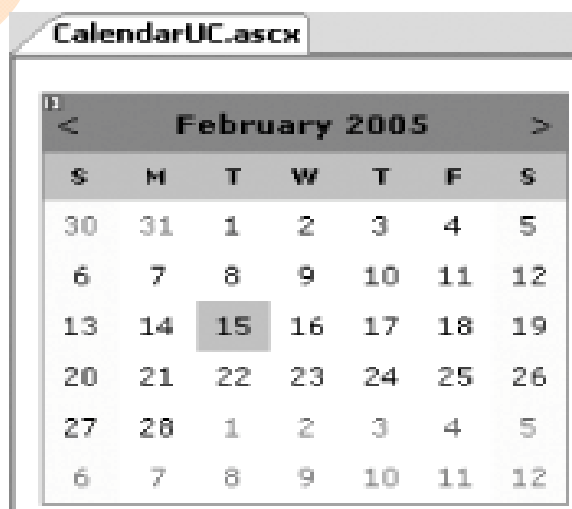 CalendarUC.ascx
< February 2005 >
S M T W T F S
30 31 1 2 3 4 5
6 7 8 9 10 11 12
13 14 15 16 17 18 19
20 21 22 23 24 25 26
27 28 1 2 3 4 5
6 7 8 9 10 11 12